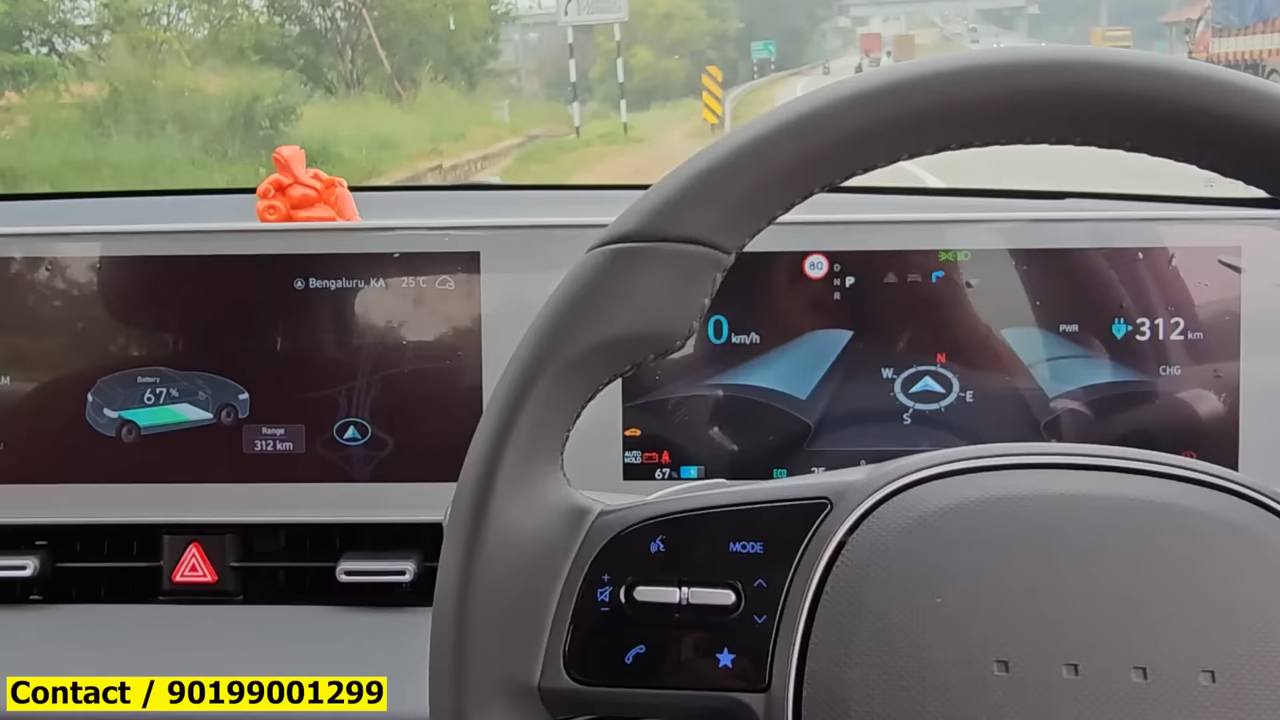 Bengaluru, KA 25°C
Battery
67%
Range
312 km
80
D
N P
R
0 km/h
PWR
312 km
CHG
N
W
E
S
AUTO
HOLD
67%
ECO
MODE
Contact / 90199001299